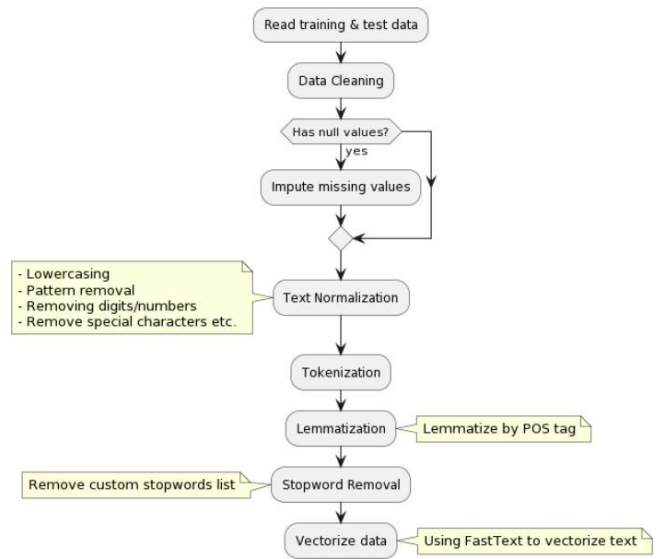 Read training & test data
Data Cleaning
Has null values?
yes
Impute missing values
- Lowercasing
- Pattern removal
- Removing digits/numbers
- Remove special characters etc.
Text Normalization
Tokenization
Lemmatization
Lemmatize by POS tag
Remove custom stopwords list
Stopword Removal
Vectorize data
Using FastText to vectorize text